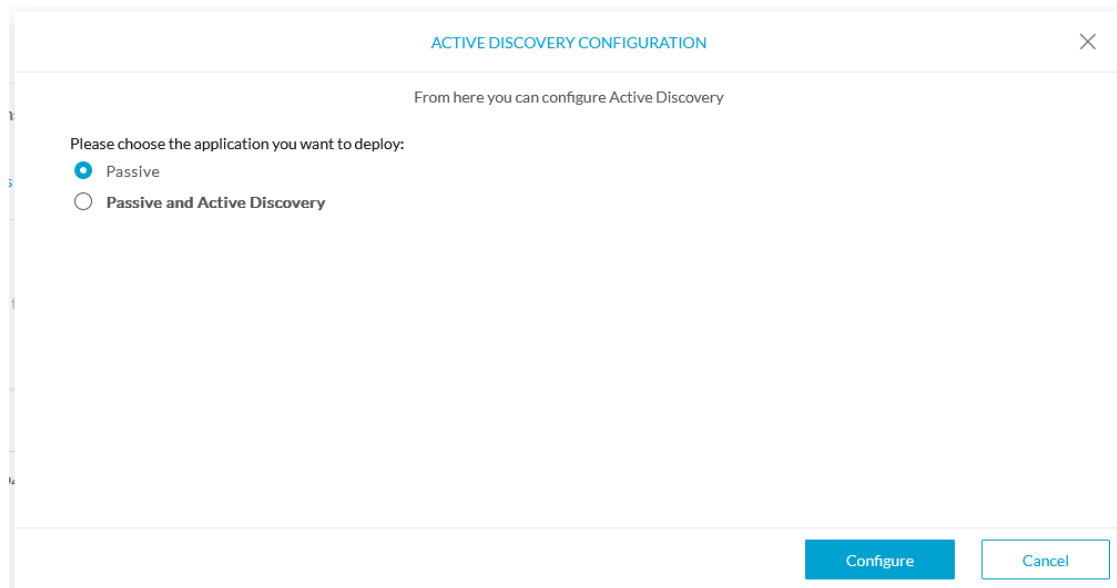 ACTIVE DISCOVERY CONFIGURATION
From here you can configure Active Discovery
Please choose the application you want to deploy:
Passive
Passive and Active Discovery
Configure
Cancel